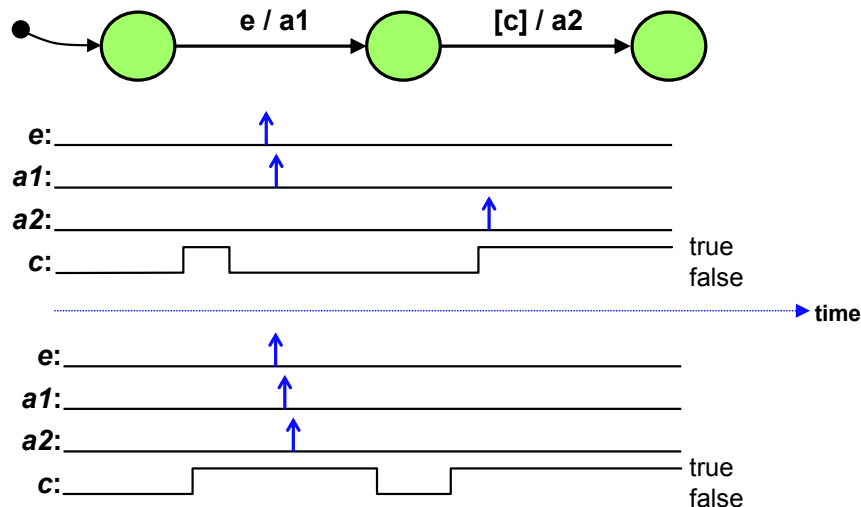 e / a1
[c] / a2
e:
a1:
a2:
c:
true
false
time
e:
a1:
a2:
c:
true
false